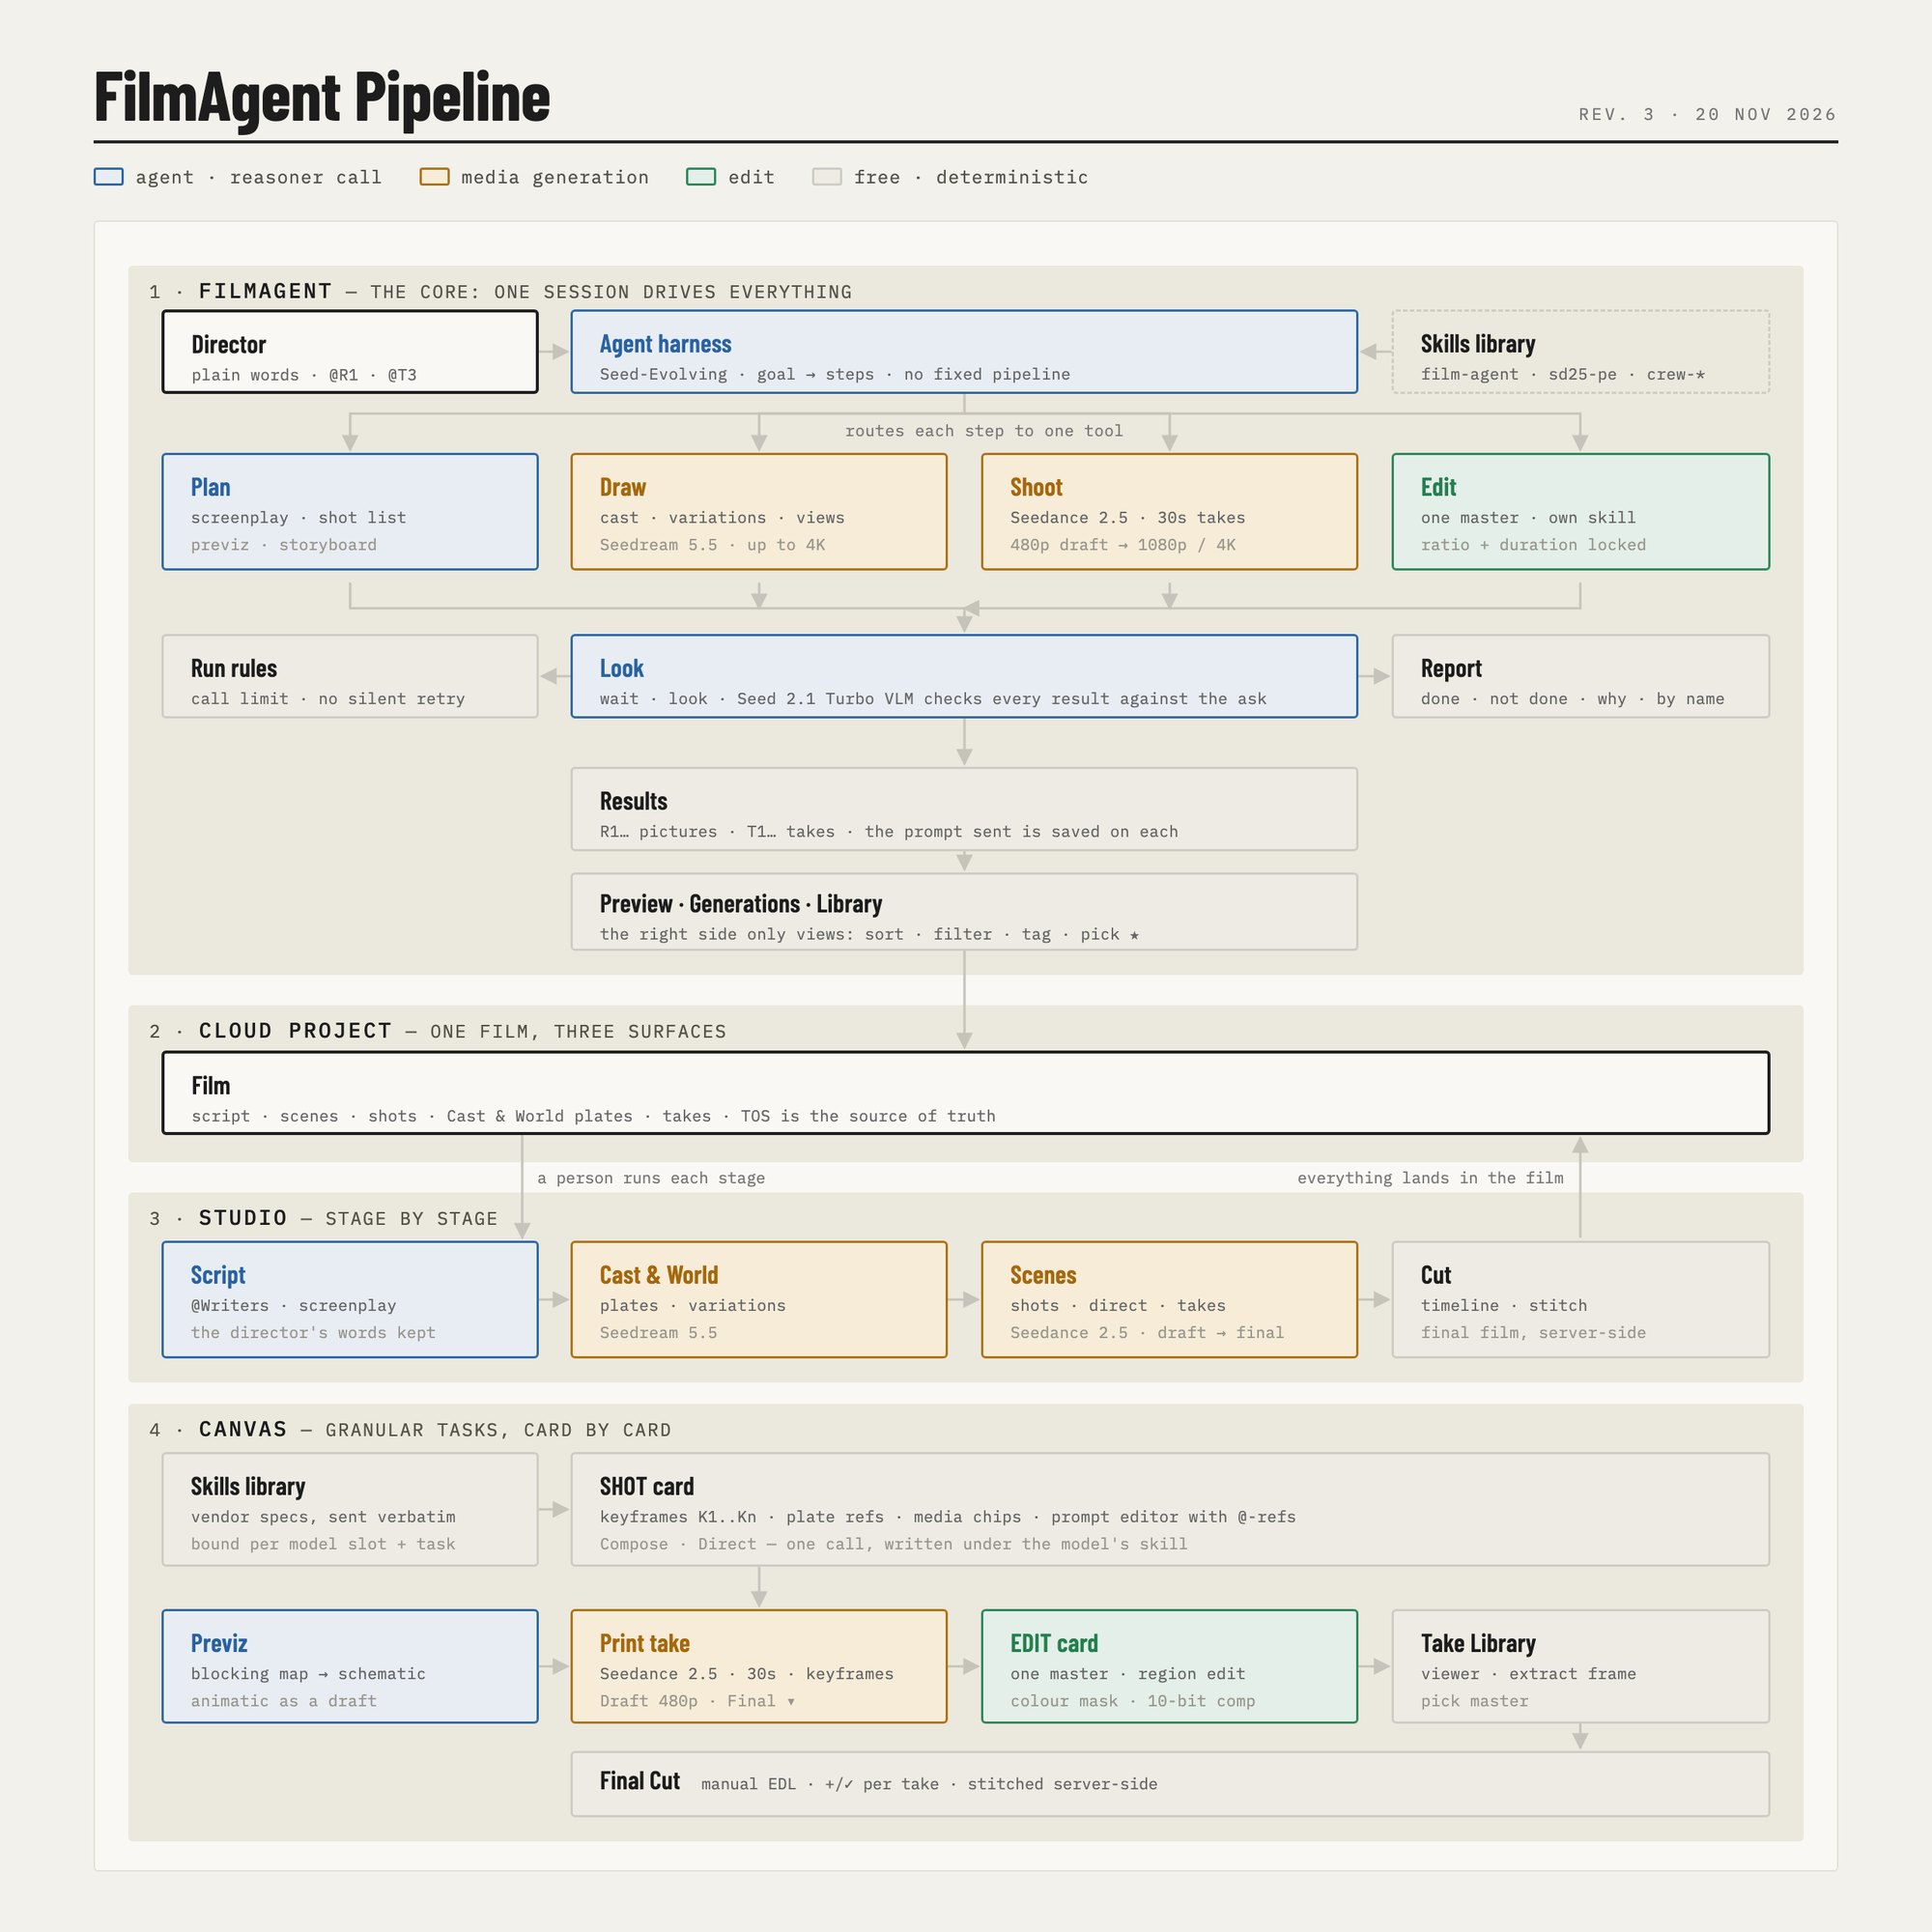 FilmAgent Pipeline
REV. 3 · 20 NOV 2026
agent · reasoner call
media generation
edit
free · deterministic
1 · FILMAGENT — THE CORE: ONE SESSION DRIVES EVERYTHING
Director
plain words · @R1 · @T3
Agent harness
Seed-Evolving · goal → steps · no fixed pipeline
Skills library
film-agent · sd25-pe · crew-*
routes each step to one tool
Plan
screenplay · shot list
previz · storyboard
Draw
cast · variations · views
Seedream 5.5 · up to 4K
Shoot
Seedance 2.5 · 30s takes
480p draft → 1080p / 4K
Edit
one master · own skill
ratio + duration locked
Run rules
call limit · no silent retry
Look
wait · look · Seed 2.1 Turbo VLM checks every result against the ask
Report
done · not done · why · by name
Results
R1… pictures · T1… takes · the prompt sent is saved on each
Preview · Generations · Library
the right side only views: sort · filter · tag · pick ★
2 · CLOUD PROJECT — ONE FILM, THREE SURFACES
Film
script · scenes · shots · Cast & World plates · takes · TOS is the source of truth
a person runs each stage
everything lands in the film
3 · STUDIO — STAGE BY STAGE
Script
@Writers · screenplay
the director's words kept
Cast & World
plates · variations
Seedream 5.5
Scenes
shots · direct · takes
Seedance 2.5 · draft → final
Cut
timeline · stitch
final film, server-side
4 · CANVAS — GRANULAR TASKS, CARD BY CARD
Skills library
vendor specs, sent verbatim
bound per model slot + task
SHOT card
keyframes K1..Kn · plate refs · media chips · prompt editor with @-refs
Compose · Direct — one call, written under the model's skill
Previz
blocking map → schematic
animatic as a draft
Print take
Seedance 2.5 · 30s · keyframes
Draft 480p · Final ▾
EDIT card
one master · region edit
colour mask · 10-bit comp
Take Library
viewer · extract frame
pick master
Final Cut manual EDL · +/✓ per take · stitched server-side